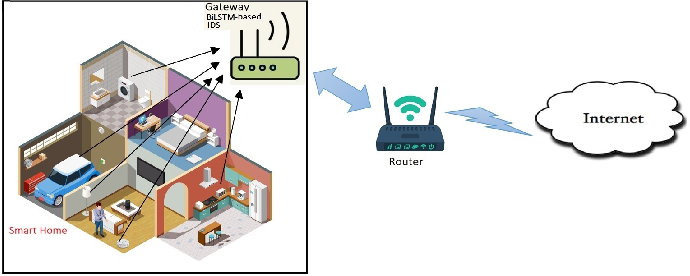 Gateway
BiLSTM-based
IDS
Internet
Router
Smart Home